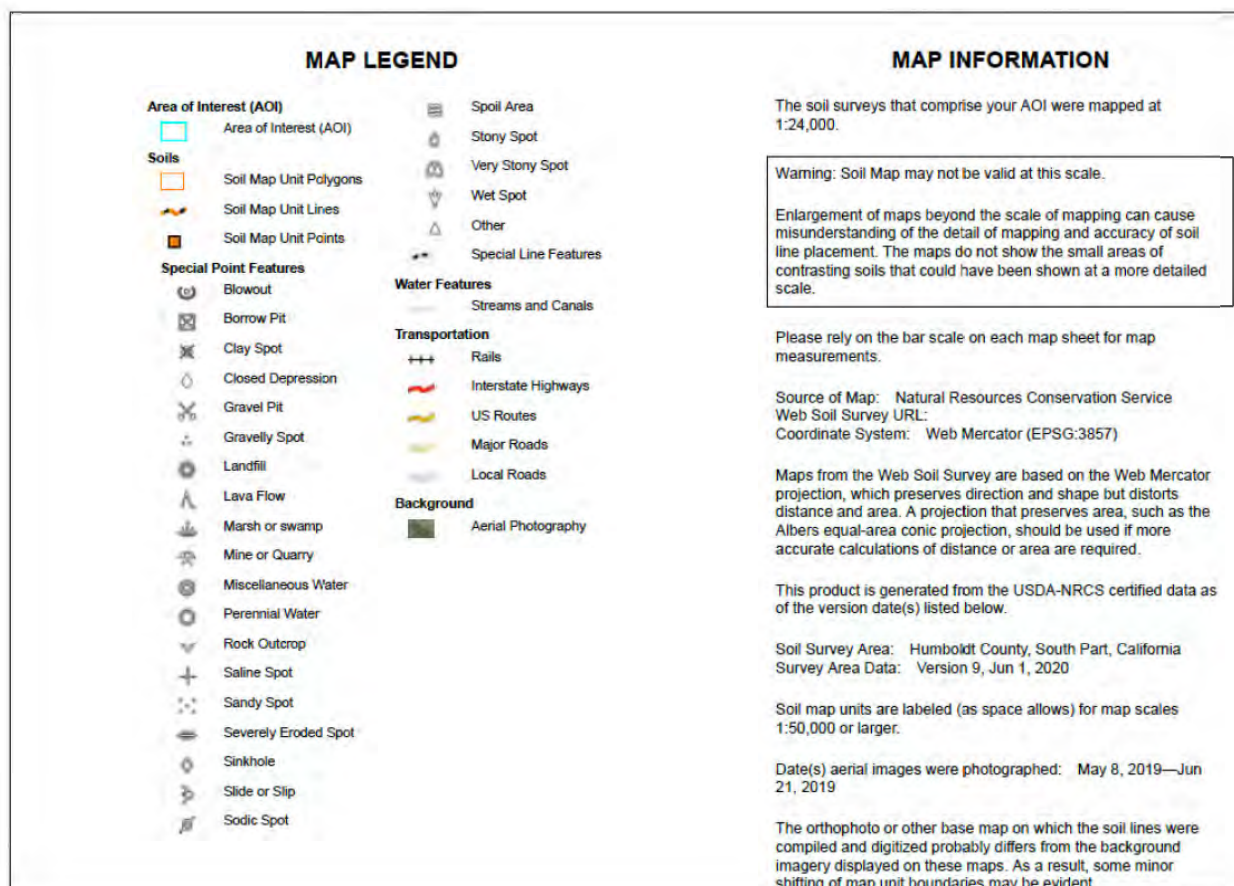 MAP LEGEND
Area of Interest (AOI)
Area of Interest (AOI)
Soils
Soil Map Unit Polygons
Soil Map Unit Lines
Soil Map Unit Points
Special Point Features
Blowout
Borrow Pit
Clay Spot
Closed Depression
Gravel Pit
Gravelly Spot
Landfill
Lava Flow
Marsh or swamp
Mine or Quarry
Miscellaneous Water
Perennial Water
Rock Outcrop
Saline Spot
Sandy Spot
Severely Eroded Spot
Sinkhole
Slide or Slip
Sodic Spot
Spoil Area
Stony Spot
Very Stony Spot
Wet Spot
Other
Special Line Features
Water Features
Streams and Canals
Transportation
Rails
Interstate Highways
US Routes
Major Roads
Local Roads
Background
Aerial Photography
MAP INFORMATION
The soil surveys that comprise your AOI were mapped at
1:24,000.
Warning: Soil Map may not be valid at this scale.
Enlargement of maps beyond the scale of mapping can cause
misunderstanding of the detail of mapping and accuracy of soil
line placement. The maps do not show the small areas of
contrasting soils that could have been shown at a more detailed
scale.
Please rely on the bar scale on each map sheet for map
measurements.
Source of Map: Natural Resources Conservation Service
Web Soil Survey URL:
Coordinate System: Web Mercator (EPSG:3857)
Maps from the Web Soil Survey are based on the Web Mercator
projection, which preserves direction and shape but distorts
distance and area. A projection that preserves area, such as the
Albers equal-area conic projection, should be used if more
accurate calculations of distance or area are required.
This product is generated from the USDA-NRCS certified data as
of the version date(s) listed below.
Soil Survey Area: Humboldt County, South Part, California
Survey Area Data: Version 9, Jun 1, 2020
Soil map units are labeled (as space allows) for map scales
1:50,000 or larger.
Date(s) aerial images were photographed: May 8, 2019—Jun
21, 2019
The orthophoto or other base map on which the soil lines were
compiled and digitized probably differs from the background
imagery displayed on these maps. As a result, some minor
shifting of map unit boundaries may be evident.